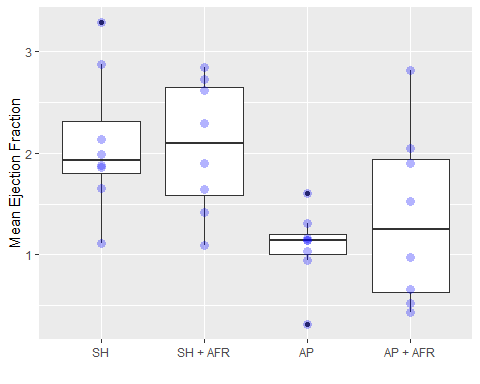 Mean Ejection Fraction
3
2
1
SH
SH + AFR
AP
AP + AFR